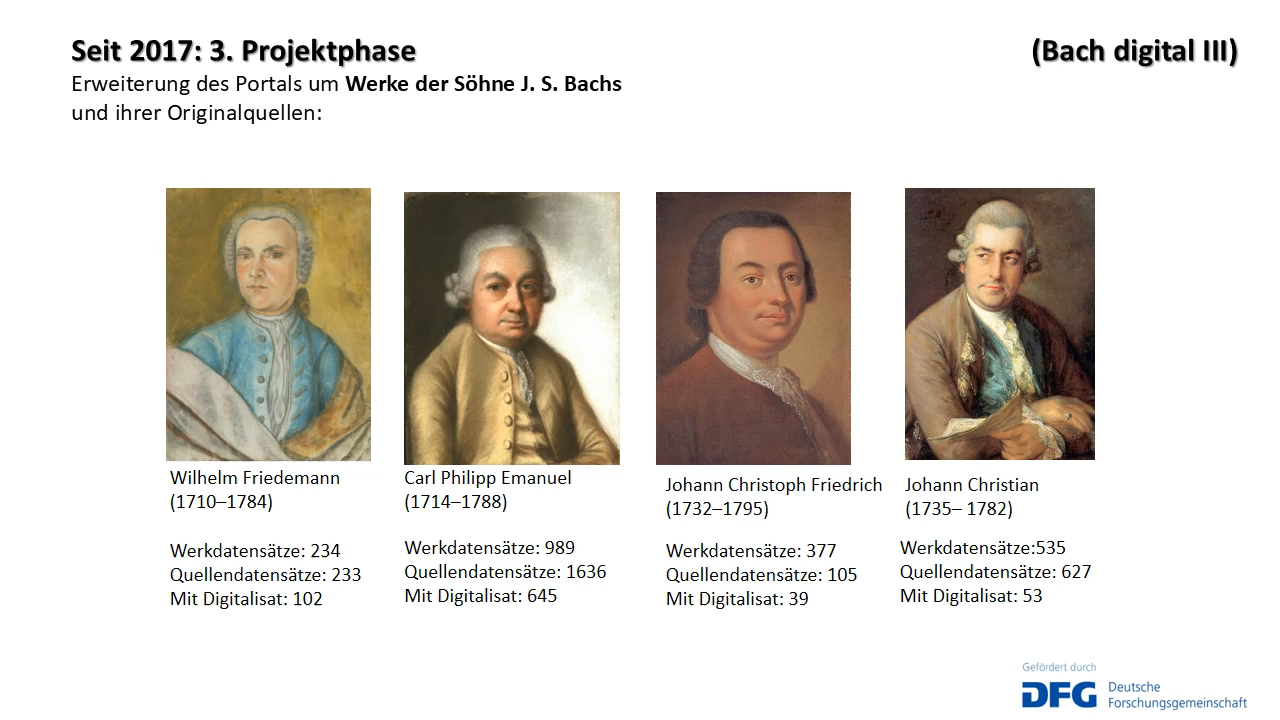 Seit 2017: 3. Projektphase
(Bach digital III)
Erweiterung des Portals um Werke der Söhne J. S. Bachs
und ihrer Originalquellen:
Wilhelm Friedemann
(1710–1784)
Werkdatensätze: 234
Quellendatensätze: 233
Mit Digitalisat: 102
Carl Philipp Emanuel
(1714–1788)
Werkdatensätze: 989
Quellendatensätze: 1636
Mit Digitalisat: 645
Johann Christoph Friedrich
(1732–1795)
Werkdatensätze: 377
Quellendatensätze: 105
Mit Digitalisat: 39
Johann Christian
(1735– 1782)
Werkdatensätze:535
Quellendatensätze: 627
Mit Digitalisat: 53
Gefördert durch
DFG
Deutsche
Forschungsgemeinschaft